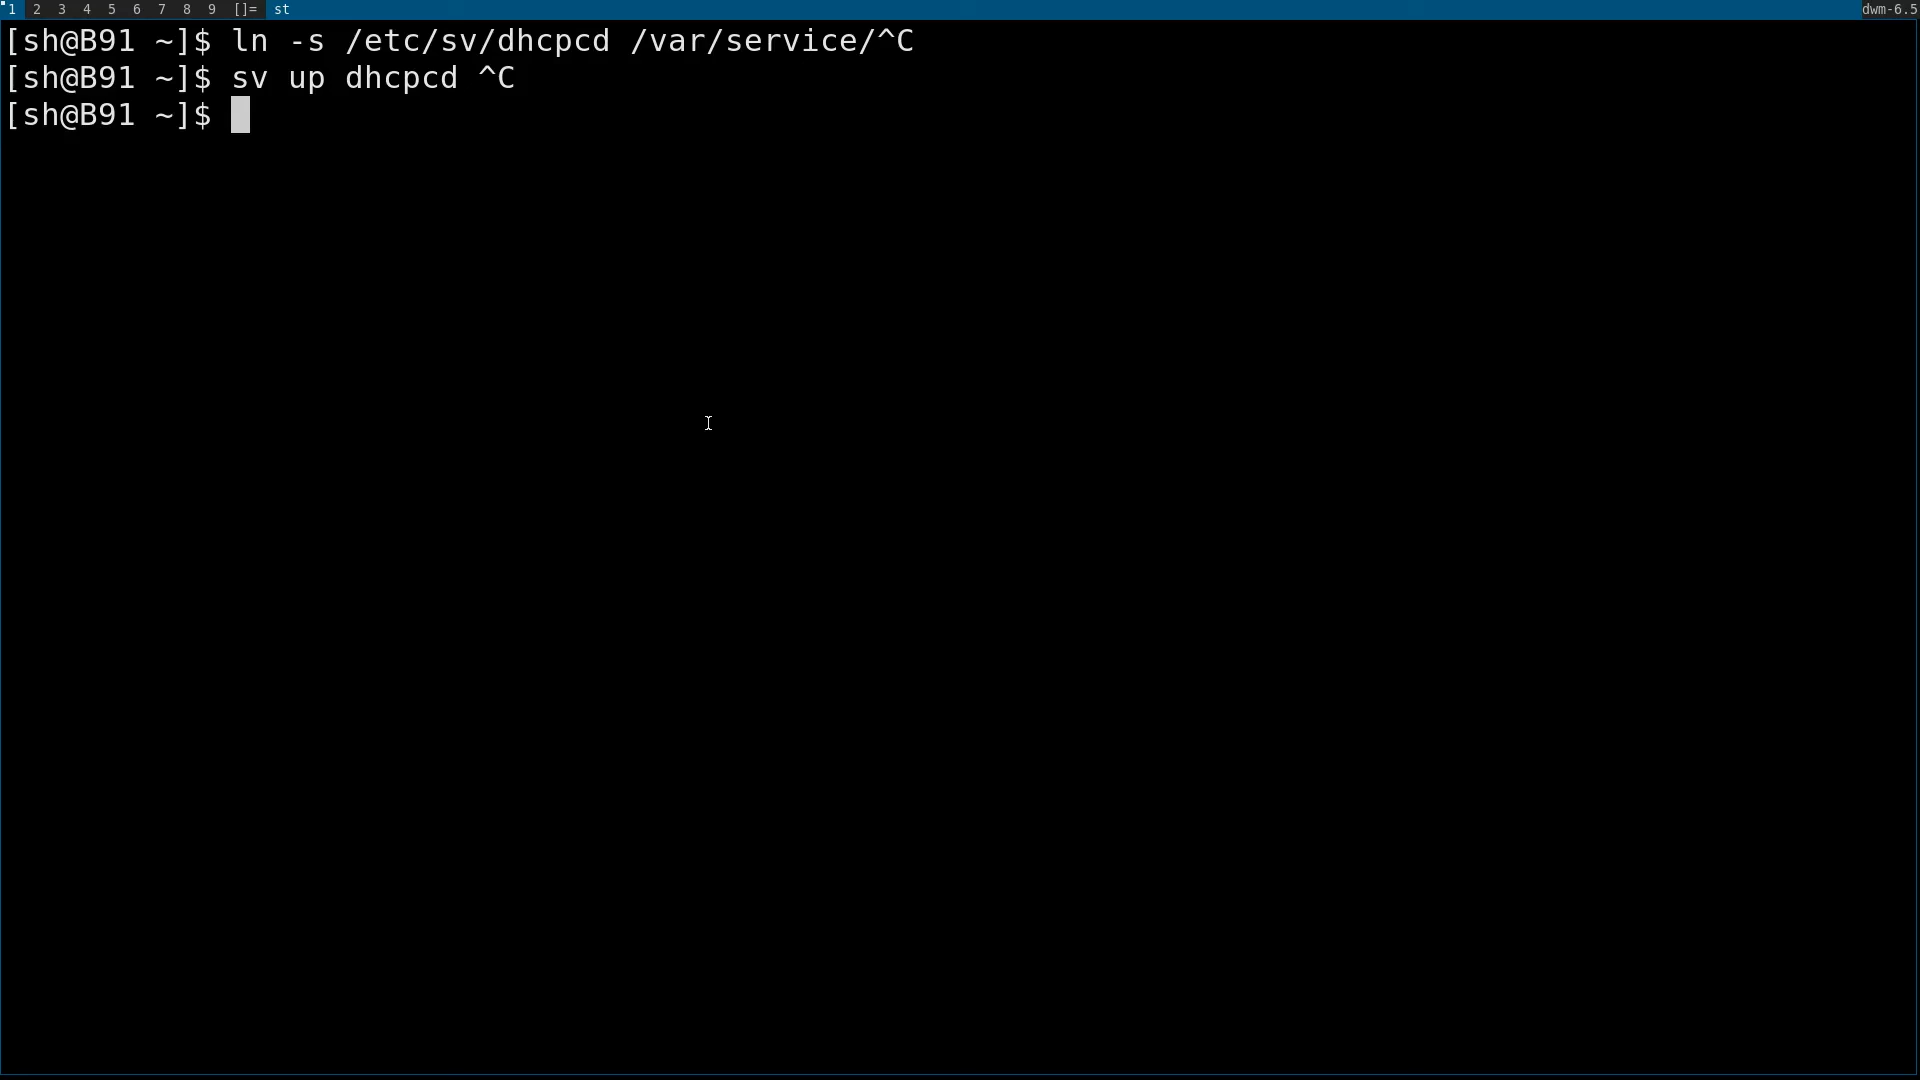 1 2 3 4 5 6 7 8 9 []= st dwm-6.5
[sh@B91 ~]$ ln -s /etc/sv/dhcpcd /var/service/^C
[sh@B91 ~]$ sv up dhcpcd ^C
[sh@B91 ~]$